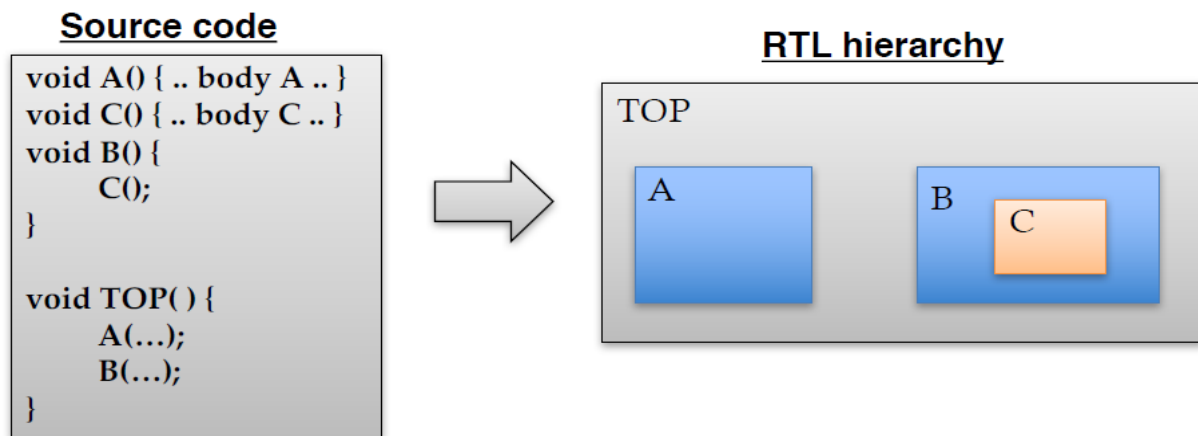 Source code
void A() { .. body A .. }
void C() { .. body C .. }
void B() {
C();
}
void TOP( ) {
A(...);
B(...);
}
RTL hierarchy
TOP
A
B
C